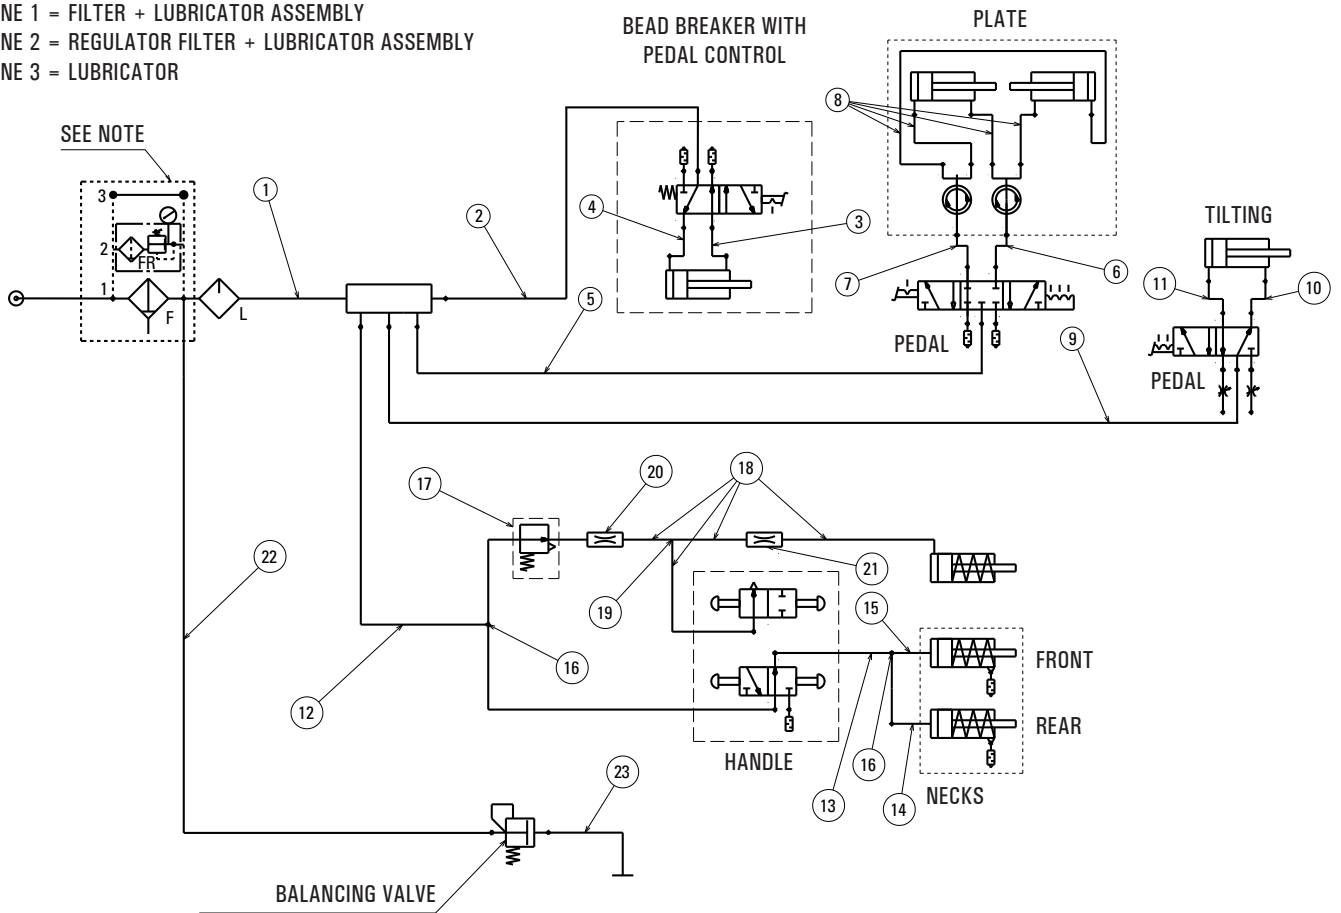 NE 1 = FILTER + LUBRICATOR ASSEMBLY
NE 2 = REGULATOR FILTER + LUBRICATOR ASSEMBLY
NE 3 = LUBRICATOR
BEAD BREAKER WITH
PEDAL CONTROL
PLATE
SEE NOTE
8
3
1
2
4
3
TILTING
2
FR
7
6
11
10
1
F
L
5
PEDAL
9
PEDAL
17
20
18
22
21
19
15
16
FRONT
12
REAR
HANDLE
16
23
13
14
NECKS
BALANCING VALVE